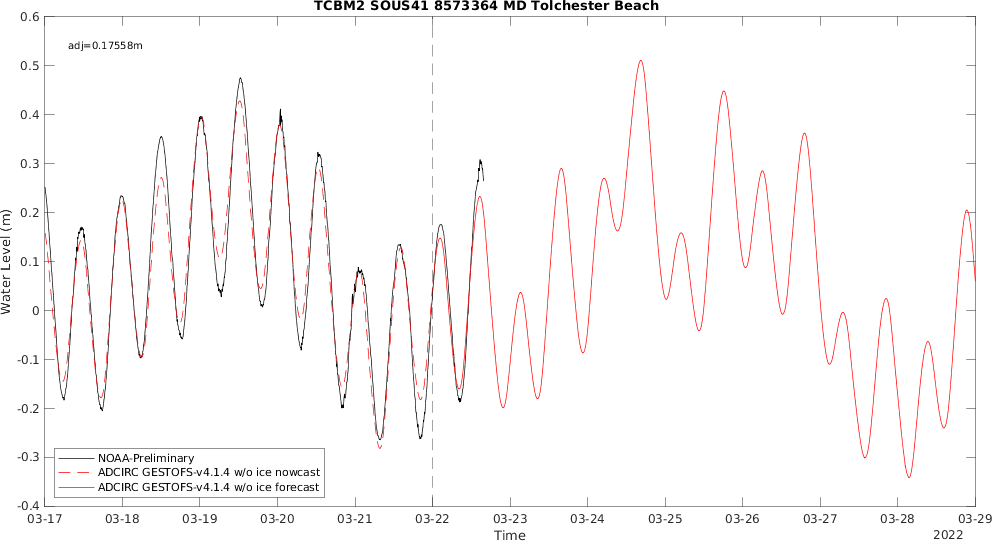 TCBM2 SOUS41 8573364 MD Tolchester Beach
adj=0.17558m
0.6
0.5
0.4
0.3
0.2
0.1
0
-0.1
-0.2
-0.3
-0.4
Water Level (m)
NOAA-Preliminary
ADCIRC GESTOFS-v4.1.4 w/o ice nowcast
ADCIRC GESTOFS-v4.1.4 w/o ice forecast
03-17 03-18 03-19 03-20 03-21 03-22 03-23 03-24 03-25 03-26 03-27 03-28 03-29
Time
2022